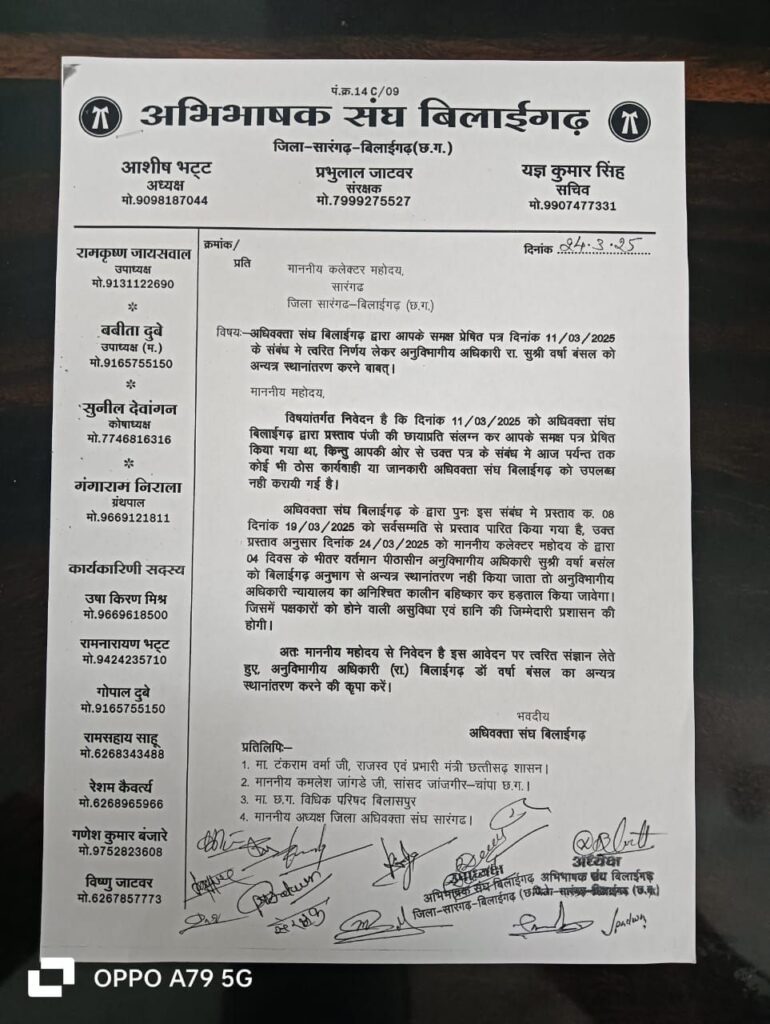 पं.क्र.14 C/09
अभिभाषक संघ बिलाईगढ़
जिला-सारंगढ़-बिलाईगढ़(छ.ग.)
आशीष भट्ट
अध्यक्ष
मो.9098187044
प्रभुलाल जाटवर
संरक्षक
मो.7999275527
यज्ञ कुमार सिंह
सचिव
मो.9907477331
रामकृष्ण जायसवाल
उपाध्यक्ष
मो.9131122690
बबीता दुबे
उपाध्यक्ष (म.)
मो.9165755150
सुनील देवांगन
कोषाध्यक्ष
मो.7746816316
गंगाराम निराला
ग्रंथपाल
मो.9669121811
कार्यकारिणी सदस्य
उषा किरण मिश्र
मो.9669618500
रामनारायण भट्ट
मो.9424235710
गोपाल दुबे
मो.9165755150
रामसहाय साहू
मो.6268343488
रेशम कैवर्त्य
मो.6268965966
गणेश कुमार बंजारे
मो.9752823608
विष्णु जाटवर
मो.6267857773
क्रमांक/
दिनांक 24.3.25
प्रति
माननीय कलेक्टर महोदय,
सारंगढ
जिला सारंगढ–बिलाईगढ़ (छ.ग.)
विषयः–अधिवक्ता संघ बिलाईगढ़ द्वारा आपके समक्ष प्रेषित पत्र दिनांक 11/03/2025
के संबंध मे त्वरित निर्णय लेकर अनुविभागीय अधिकारी रा. सुश्री वर्षा बंसल को
अन्यत्र स्थानांतरण करने बाबत्।
माननीय महोदय,
विषयांतर्गत निवेदन है कि दिनांक 11/03/2025 को अधिवक्ता संघ
बिलाईगढ़ द्वारा प्रस्ताव पंजी की छायाप्रति संलग्न कर आपके समक्ष पत्र प्रेषित
किया गया था, किन्तु आपकी ओर से उक्त पत्र के संबंध मे आज पर्यन्त तक
कोई भी ठोस कार्यवाही या जानकारी अधिवक्ता संघ बिलाईगढ़ को उपलब्ध
नही करायी गई है।
अधिवक्ता संघ बिलाईगढ़ के द्वारा पुनः इस संबंध मे प्रस्ताव क. 08
दिनांक 19/03/2025 को सर्वसम्मति से प्रस्ताव पारित किया गया है, उक्त
प्रस्ताव अनुसार दिनांक 24/03/2025 को माननीय कलेक्टर महोदय के द्वारा
04 दिवस के भीतर वर्तमान पीठासीन अनुविभागीय अधिकारी सुश्री वर्षा बसंल
को बिलाईगढ़ अनुभाग से अन्यत्र स्थानांतरण नही किया जाता तो अनुविभागीय
अधिकारी न्यायालय का अनिश्चित कालीन बहिष्कार कर हड़ताल किया जावेगा।
जिसमें पक्षकारों को होने वाली असुविधा एवं हानि की जिम्मेदारी प्रशासन की
होगी।
अतः माननीय महोदय से निवेदन है इस आवेदन पर त्वरित संज्ञान लेते
हुए, अनुविभागीय अधिकारी (रा.) बिलाईगढ़ डॉ वर्षा बंसल का अन्यत्र
स्थानांतरण करने की कृपा करें।
भवदीय
अधिवक्ता संघ बिलाईगढ़
प्रतिलिपिः–
1. मा. टंकराम वर्मा जी, राजस्व एवं प्रभारी मंत्री छत्तीसगढ़ शासन।
2. माननीय कमलेश जांगडे जी, सांसद जांजगीर–चांपा छ.ग.।
3. मा. छ.ग. विधिक परिषद बिलासपुर
4. माननीय अध्यक्ष जिला अधिवक्ता संघ सारंगढ।
उपाध्यक्ष
अभिभाषक संघ बिलाईगढ़
जिला-सारगढ़-बिलाईगढ़
अध्यक्ष
अभिभाषक संघ बिलाईगढ़
OPPO A79 5G